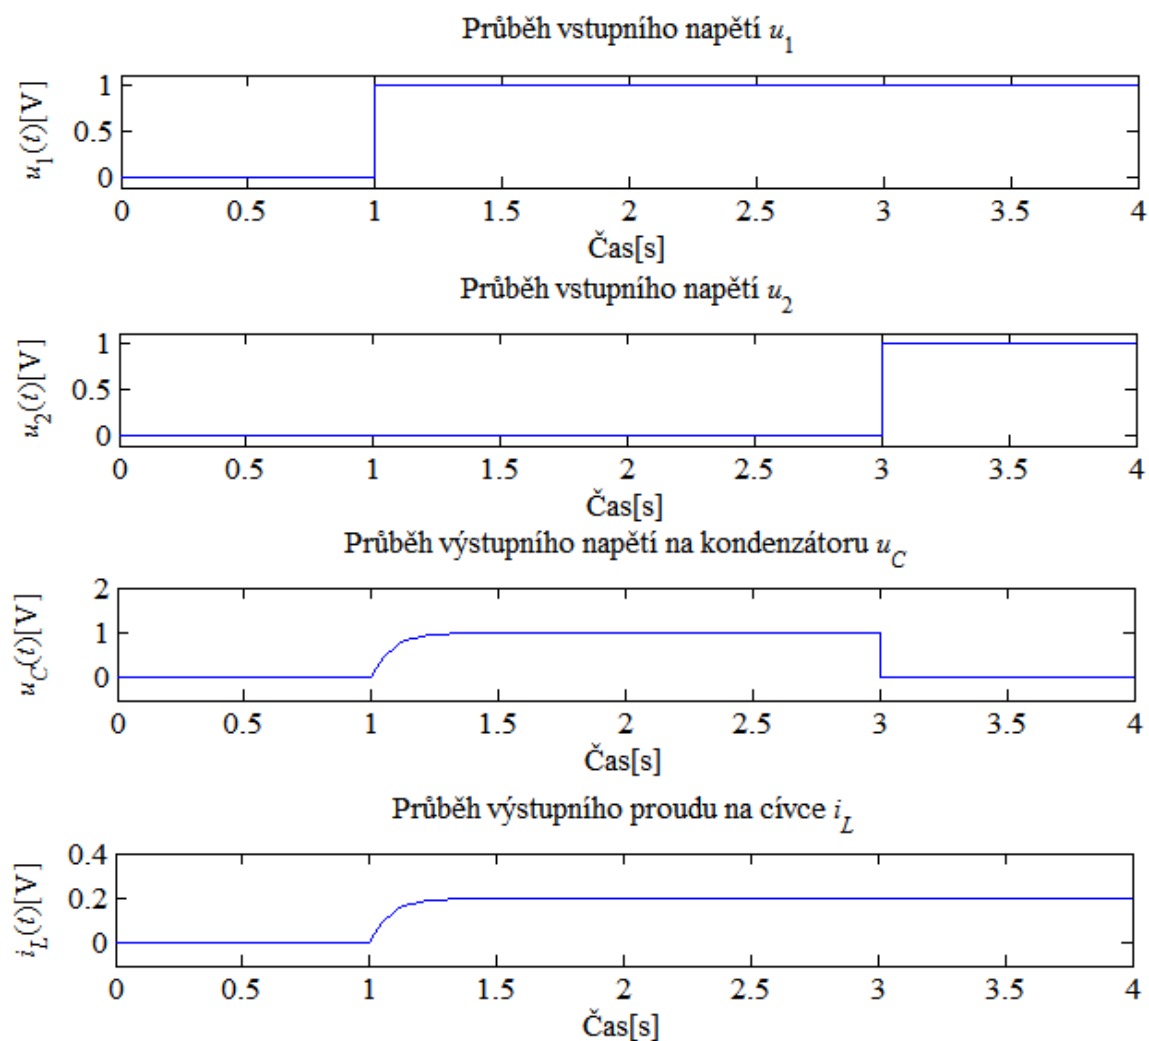 Průběh vstupního napětí u1
u1(t)[V]
1
0.5
0
0 0.5 1 1.5 2 2.5 3 3.5 4
Čas[s]
Průběh vstupního napětí u2
u2(t)[V]
1
0.5
0
0 0.5 1 1.5 2 2.5 3 3.5 4
Čas[s]
Průběh výstupního napětí na kondenzátoru uC
uC(t)[V]
2
1
0
0 0.5 1 1.5 2 2.5 3 3.5 4
Čas[s]
Průběh výstupního proudu na cívce iL
iL(t)[V]
0.4
0.2
0
0 0.5 1 1.5 2 2.5 3 3.5 4
Čas[s]